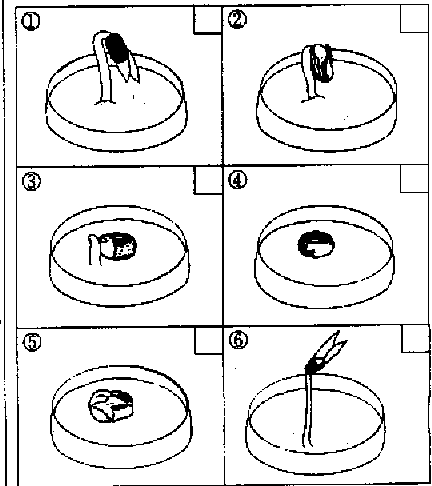 ① ②
③ ④
⑤ ⑥